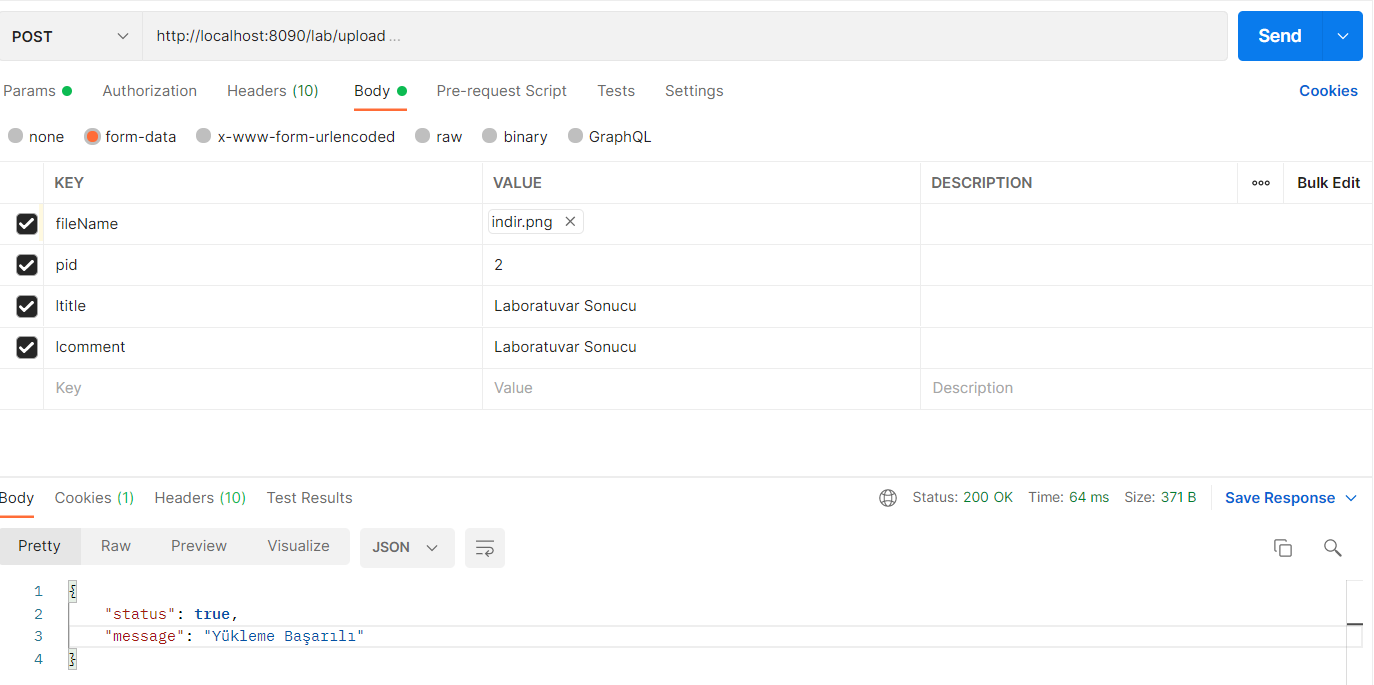 POST http://localhost:8090/lab/upload ... Send
Params Authorization Headers (10) Body Pre-request Script Tests Settings Cookies
none form-data x-www-form-urlencoded raw binary GraphQL
KEY VALUE DESCRIPTION ooo Bulk Edit
fileName indir.png
pid 2
ltitle Laboratuvar Sonucu
lcomment Laboratuvar Sonucu
Key Value Description
Body Cookies (1) Headers (10) Test Results Status: 200 OK Time: 64 ms Size: 371 B Save Response
Pretty Raw Preview Visualize JSON
1 {
2 "status": true,
3 "message": "Yükleme Başarılı"
4 }